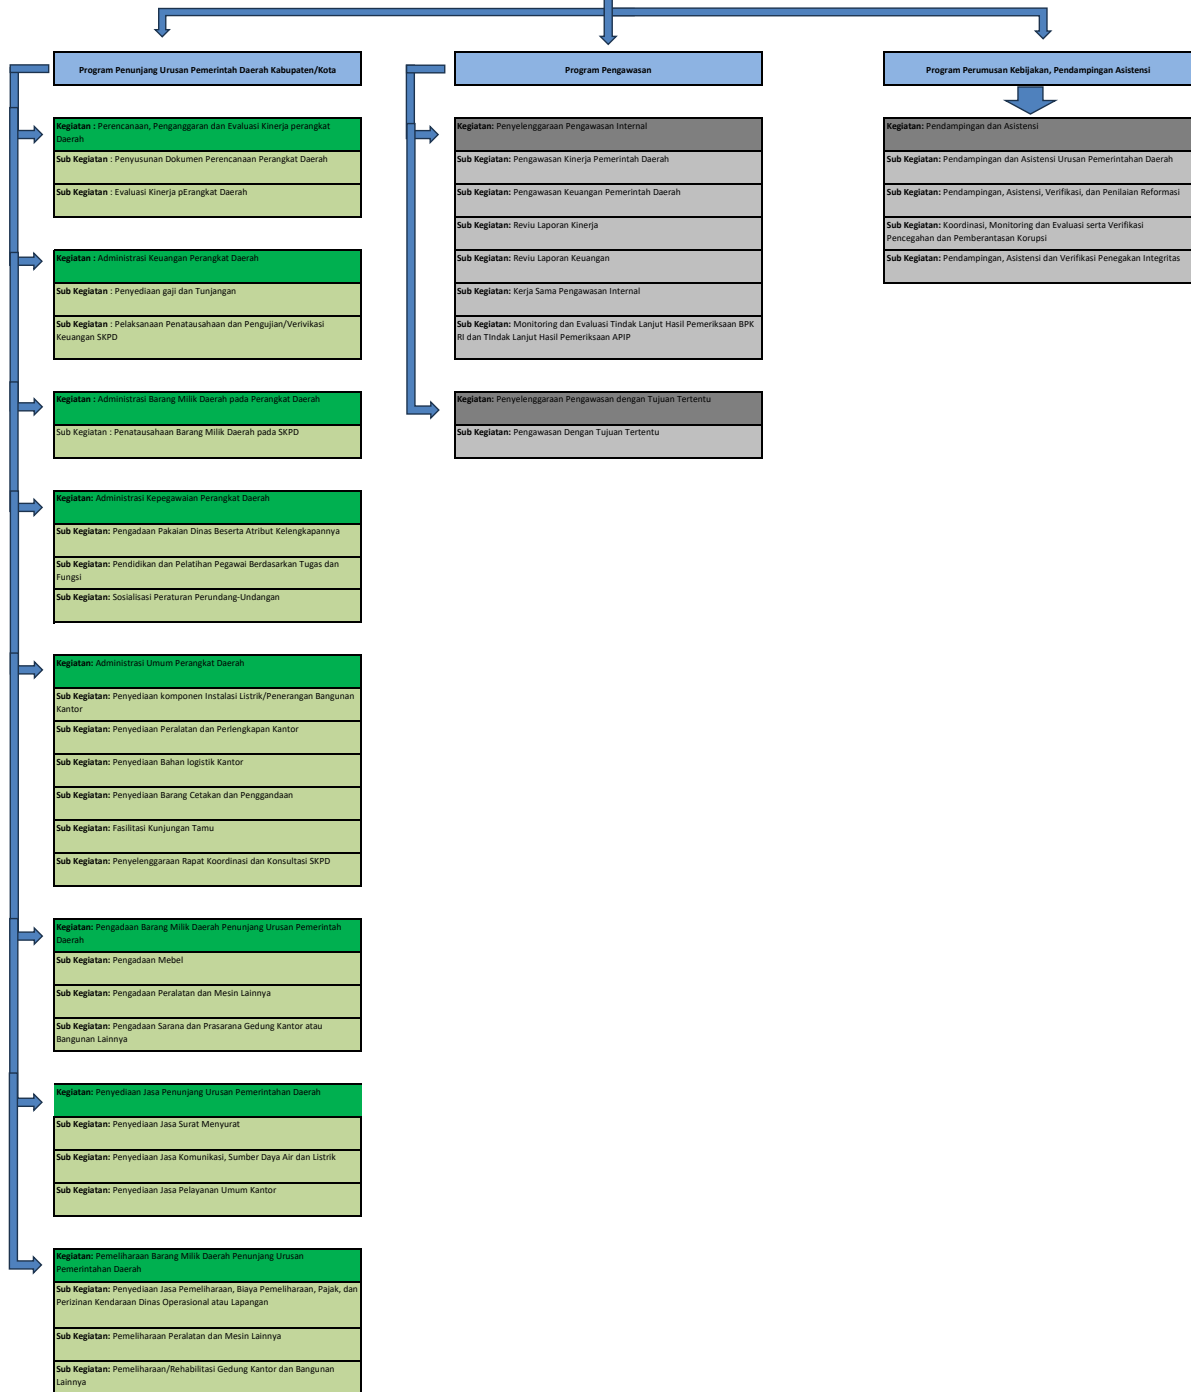 Program Penunjang Urusan Pemerintah Daerah Kabupaten/Kota
Kegiatan : Perencanaan, Penganggaran dan Evaluasi Kinerja perangkat
Daerah
Sub Kegiatan : Penyusunan Dokumen Perencanaan Perangkat Daerah
Sub Kegiatan : Evaluasi Kinerja pErangkat Daerah
Kegiatan : Administrasi Keuangan Perangkat Daerah
Sub Kegiatan : Penyediaan gaji dan Tunjangan
Sub Kegiatan : Pelaksanaan Penatausahaan dan Pengujian/Verivikasi
Keuangan SKPD
Kegiatan : Administrasi Barang Milik Daerah pada Perangkat Daerah
Sub Kegiatan : Penatausahaan Barang Milik Daerah pada SKPD
Kegiatan: Administrasi Kepegawaian Perangkat Daerah
Sub Kegiatan: Pengadaan Pakaian Dinas Beserta Atribut Kelengkapannya
Sub Kegiatan: Pendidikan dan Pelatihan Pegawai Berdasarkan Tugas dan
Fungsi
Sub Kegiatan: Sosialisasi Peraturan Perundang-Undangan
Kegiatan: Administrasi Umum Perangkat Daerah
Sub Kegiatan: Penyediaan komponen Instalasi Listrik/Penerangan Bangunan
Kantor
Sub Kegiatan: Penyediaan Peralatan dan Perlengkapan Kantor
Sub Kegiatan: Penyediaan Bahan logistik Kantor
Sub Kegiatan: Penyediaan Barang Cetakan dan Penggandaan
Sub Kegiatan: Fasilitasi Kunjungan Tamu
Sub Kegiatan: Penyelenggaraan Rapat Koordinasi dan Konsultasi SKPD
Kegiatan: Pengadaan Barang Milik Daerah Penunjang Urusan Pemerintah
Daerah
Sub Kegiatan: Pengadaan Mebel
Sub Kegiatan: Pengadaan Peralatan dan Mesin Lainnya
Sub Kegiatan: Pengadaan Sarana dan Prasarana Gedung Kantor atau
Bangunan Lainnya
Kegiatan: Penyediaan Jasa Penunjang Urusan Pemerintahan Daerah
Sub Kegiatan: Penyediaan Jasa Surat Menyurat
Sub Kegiatan: Penyediaan Jasa Komunikasi, Sumber Daya Air dan Listrik
Sub Kegiatan: Penyediaan Jasa Pelayanan Umum Kantor
Kegiatan: Pemeliharaan Barang Milik Daerah Penunjang Urusan
Pemerintahan Daerah
Sub Kegiatan: Penyediaan Jasa Pemeliharaan, Biaya Pemeliharaan, Pajak, dan
Perizinan Kendaraan Dinas Operasional atau Lapangan
Sub Kegiatan: Pemeliharaan Peralatan dan Mesin Lainnya
Sub Kegiatan: Pemeliharaan/Rehabilitasi Gedung Kantor dan Bangunan
Lainnya
Program Pengawasan
Kegiatan: Penyelenggaraan Pengawasan Internal
Sub Kegiatan: Pengawasan Kinerja Pemerintah Daerah
Sub Kegiatan: Pengawasan Keuangan Pemerintah Daerah
Sub Kegiatan: Reviu Laporan Kinerja
Sub Kegiatan: Reviu Laporan Keuangan
Sub Kegiatan: Kerja Sama Pengawasan Internal
Sub Kegiatan: Monitoring dan Evaluasi Tindak Lanjut Hasil Pemeriksaan BPK
RI dan TIndak Lanjut Hasil Pemeriksaan APIP
Kegiatan: Penyelenggaraan Pengawasan dengan Tujuan Tertentu
Sub Kegiatan: Pengawasan Dengan Tujuan Tertentu
Program Perumusan Kebijakan, Pendampingan Asistensi
Kegiatan: Pendampingan dan Asistensi
Sub Kegiatan: Pendampingan dan Asistensi Urusan Pemerintahan Daerah
Sub Kegiatan: Pendampingan, Asistensi, Verifikasi, dan Penilaian Reformasi
Sub Kegiatan: Koordinasi, Monitoring dan Evaluasi serta Verifikasi
Pencegahan dan Pemberantasan Korupsi
Sub Kegiatan: Pendampingan, Asistensi dan Verifikasi Penegakan Integritas